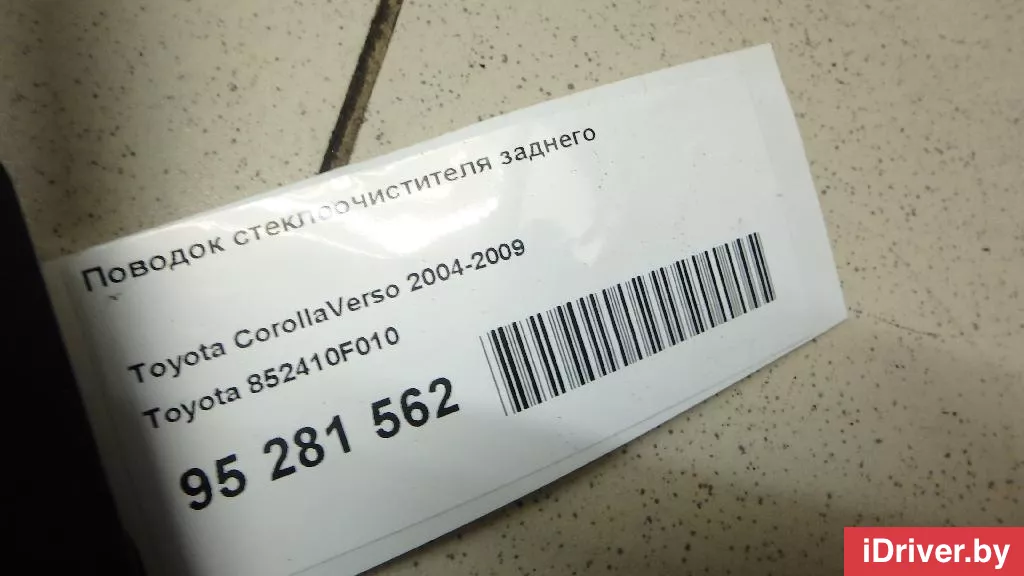 Поводок стеклоочистителя заднего
Toyota CorollaVerso 2004-2009
Toyota 852410F010
95 281 562
iDriver.by